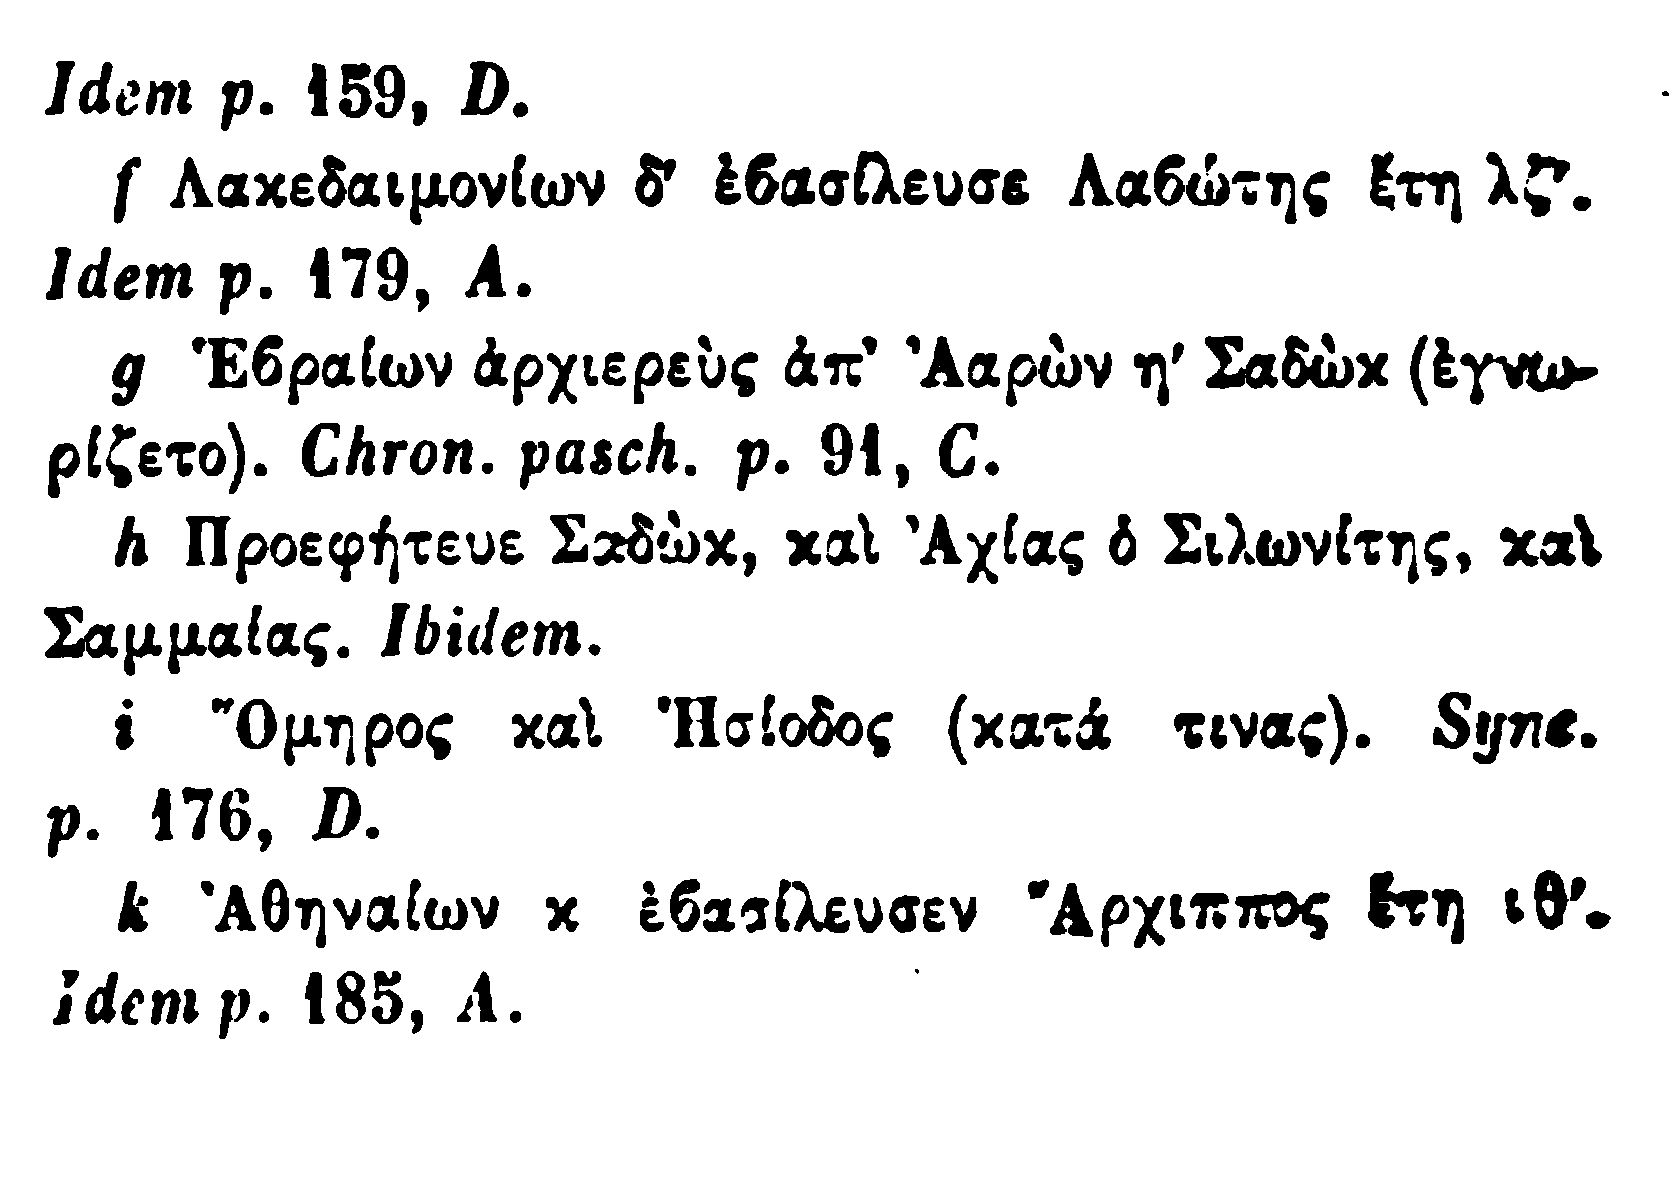 Idem p. 159, D.
f Λακεδαιμονίων δ' ἐϐασίλευσε Λαϐώτης ἔτη λζ'.
Idem p. 179, A.
g Ἑϐραίων ἀρχιερεὺς ἀπ' Ἀαρὼν η' Σαδὼκ (ἐγνω-
ρίζετο). Chron. pasch. p. 91, C.
h Προεφήτευε Σαδὼκ, καὶ Ἀχίας ὁ Σιλωνίτης, καὶ
Σαμμαίας. Ibidem.
i Ὅμηρος καὶ Ἡσίοδος (κατά τινας). Sync.
p. 176, D.
k Ἀθηναίων κ ἐϐασίλευσεν Ἄρχιππος ἔτη ιθ'.
Idem p. 185, A.